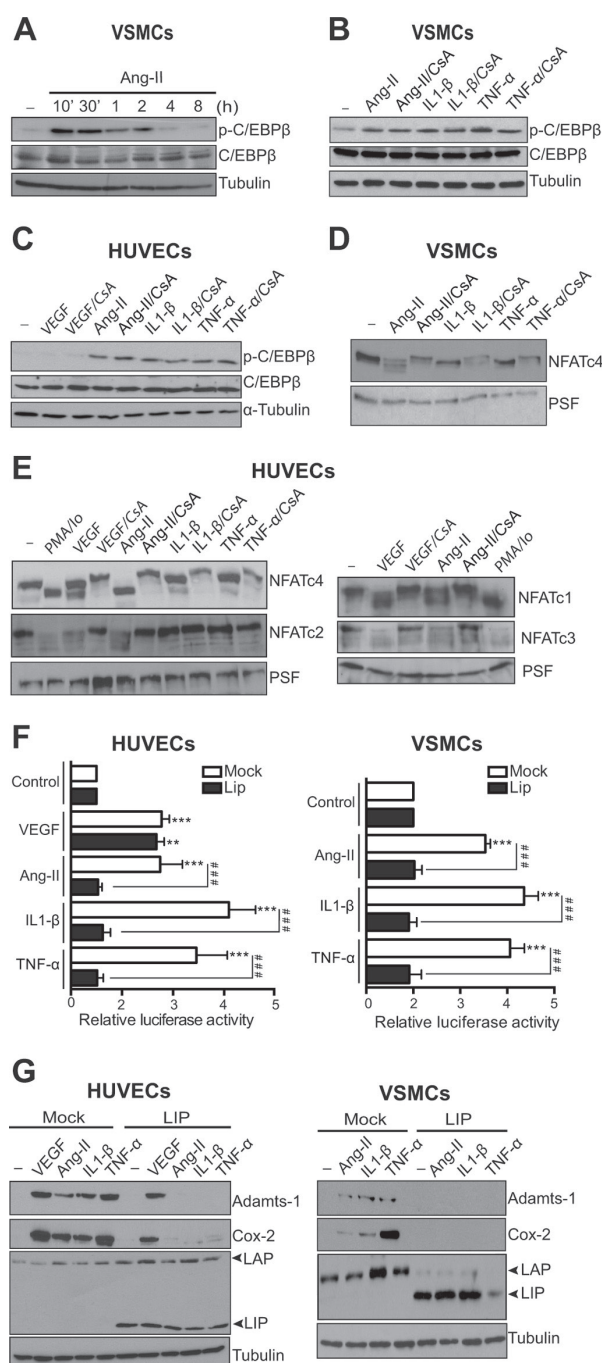 A
VSMCs
Ang-II
– 10' 30' 1 2 4 8 (h)
p-C/EBPβ
C/EBPβ
Tubulin
B
VSMCs
– Ang-II Ang-II/CsA IL1-β IL1-β/CsA TNF-α TNF-α/CsA
p-C/EBPβ
C/EBPβ
Tubulin
C
HUVECs
– VEGF VEGF/CsA Ang-II Ang-II/CsA IL1-β IL1-β/CsA TNF-α TNF-α/CsA
p-C/EBPβ
C/EBPβ
α-Tubulin
D
VSMCs
– Ang-II Ang-II/CsA IL1-β IL1-β/CsA TNF-α TNF-α/CsA
NFATc4
PSF
E
HUVECs
– PMA/Io VEGF VEGF/CsA Ang-II Ang-II/CsA IL1-β IL1-β/CsA TNF-α TNF-α/CsA
NFATc4
NFATc2
PSF
– VEGF VEGF/CsA Ang-II Ang-II/CsA PMA/Io
NFATc1
NFATc3
PSF
F
HUVECs
Mock
Lip
Control
VEGF *** **
Ang-II *** ###
IL1-β *** ###
TNF-α *** ###
0 1 2 3 4 5
Relative luciferase activity
VSMCs
Mock
Lip
Control
Ang-II *** ###
IL1-β *** ###
TNF-α *** ###
0 1 2 3 4 5
Relative luciferase activity
G
HUVECs
Mock LIP
– VEGF Ang-II IL1-β TNF-α – VEGF Ang-II IL1-β TNF-α
Adamts-1
Cox-2
LAP
LIP
Tubulin
VSMCs
Mock LIP
– Ang-II IL1-β TNF-α – Ang-II IL1-β TNF-α
Adamts-1
Cox-2
LAP
LIP
Tubulin